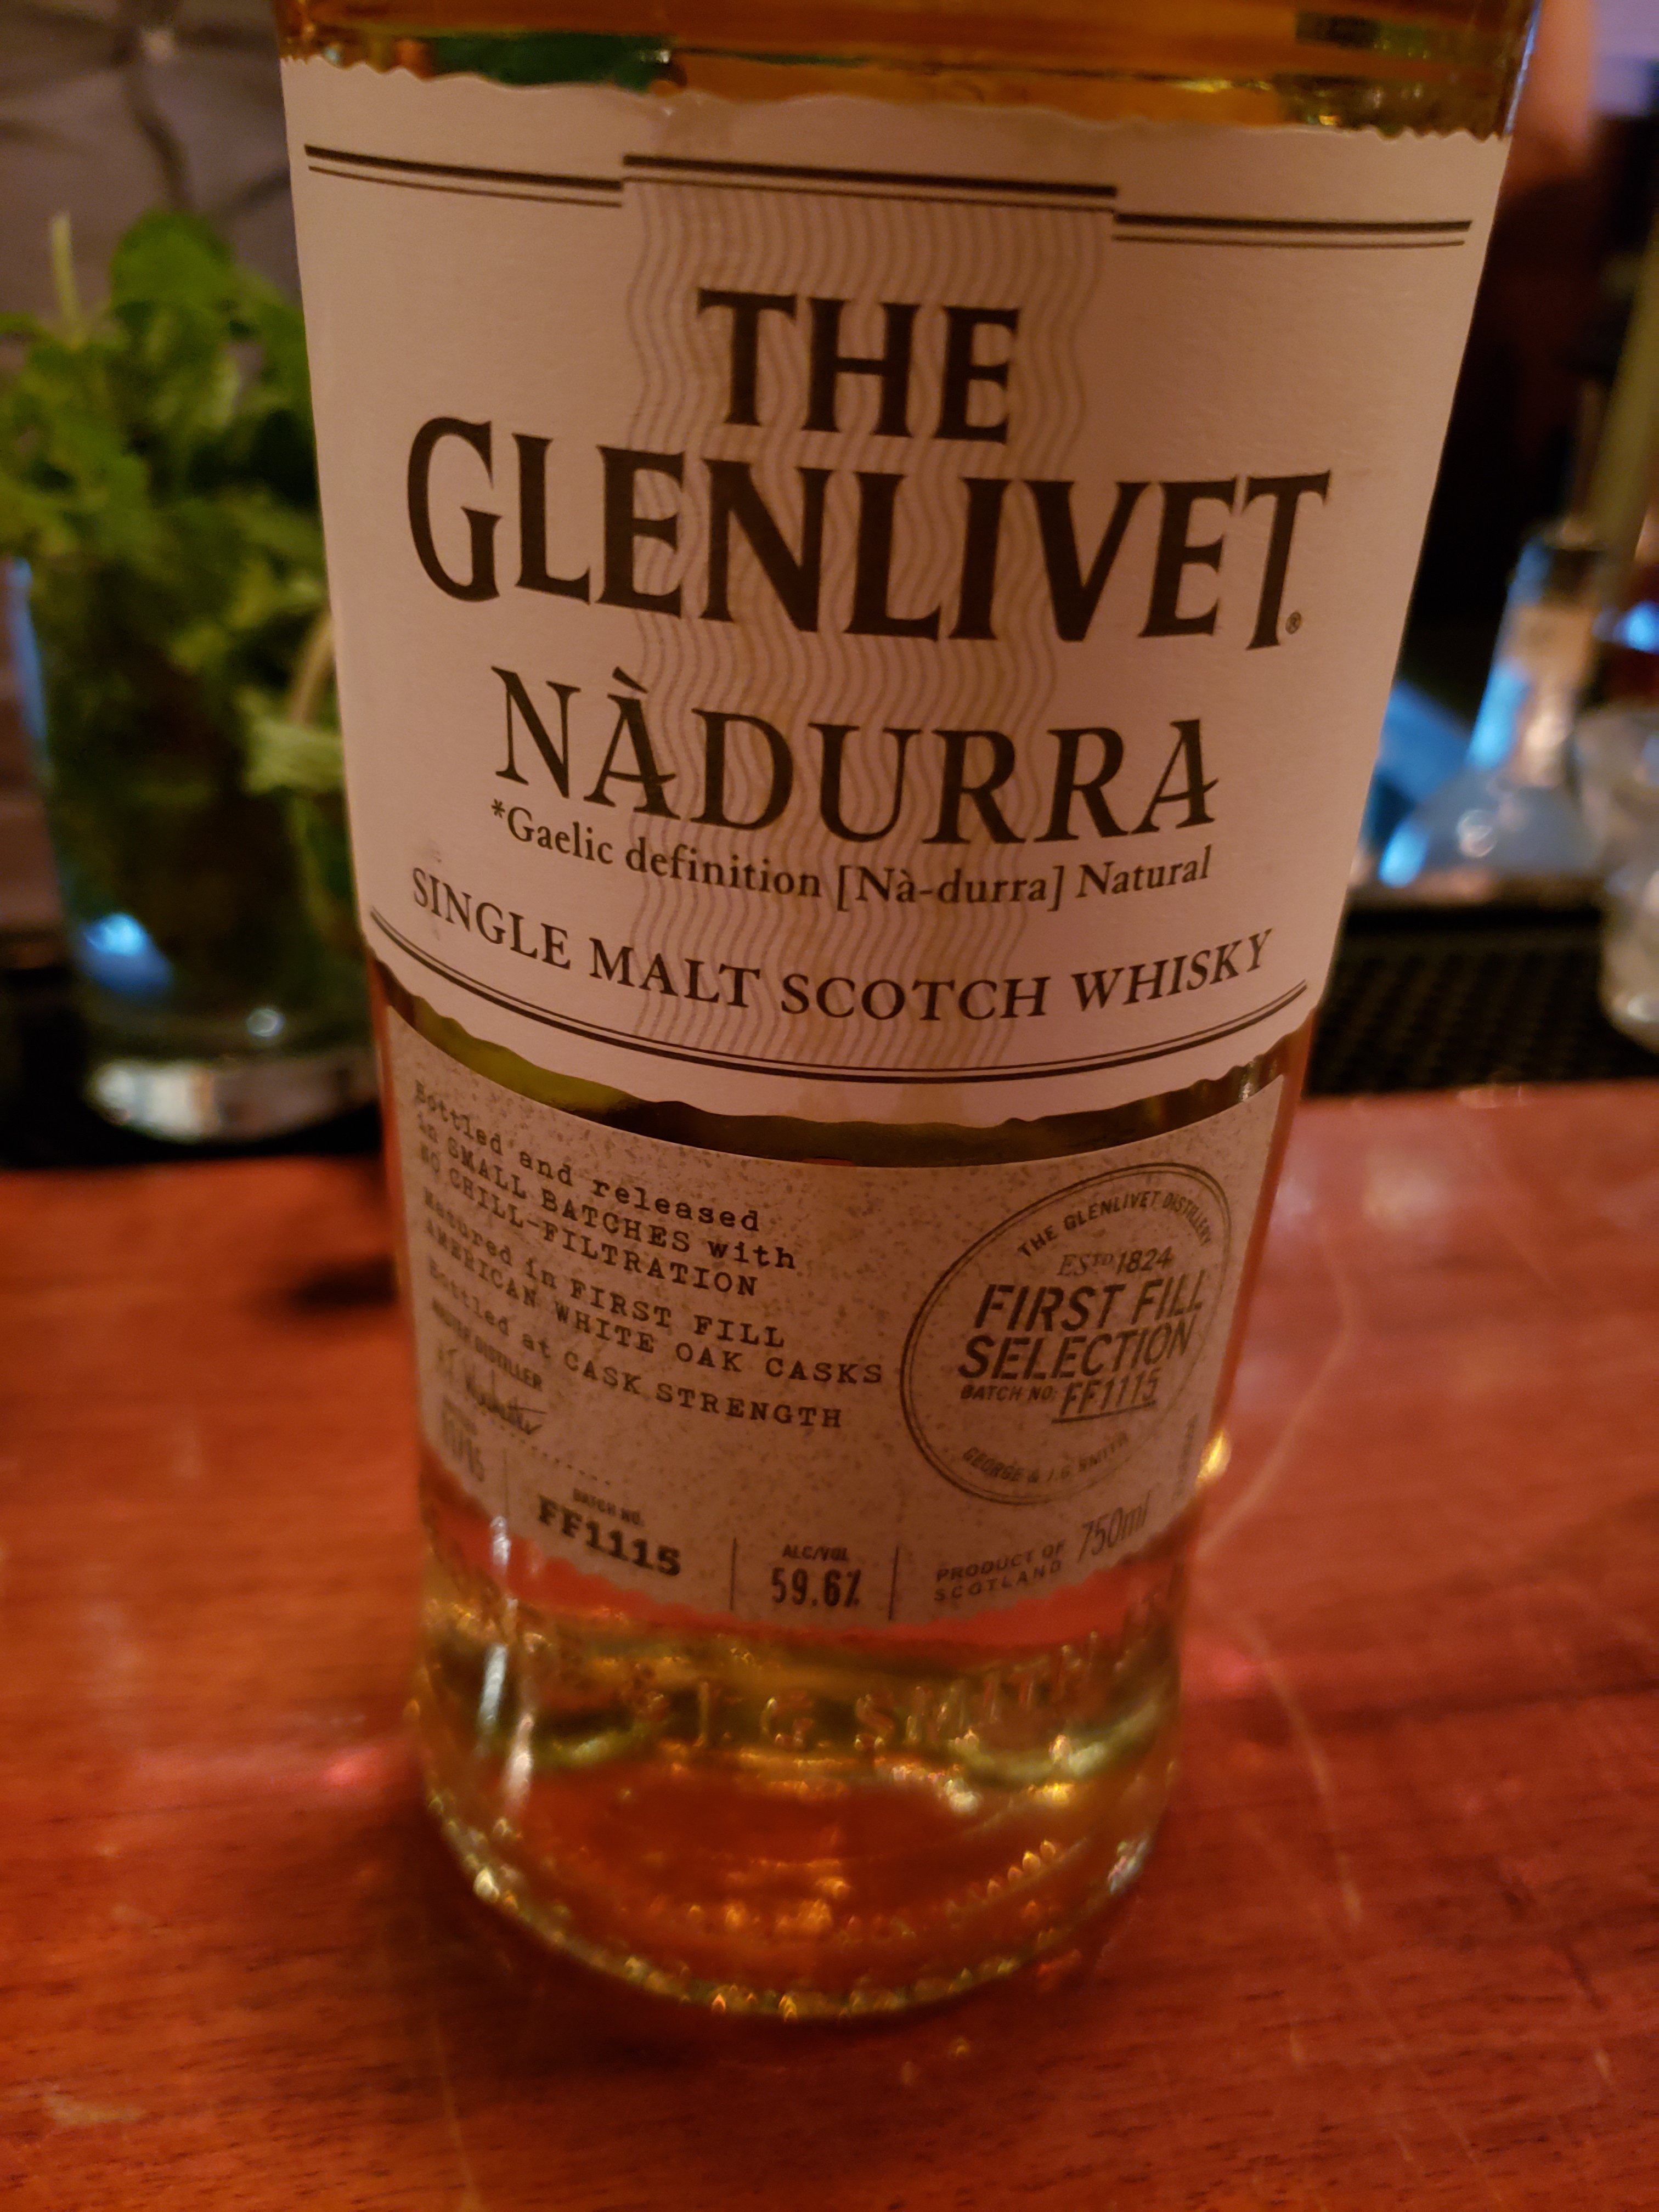 THE
GLENLIVET®
NÀDURRA
*Gaelic definition [Nà-durra] Natural
SINGLE MALT SCOTCH WHISKY
Bottled and released
in SMALL BATCHES with
NO CHILL-FILTRATION
Matured in FIRST FILL
AMERICAN WHITE OAK CASKS
Bottled at CASK STRENGTH
MASTER DISTILLER
BATCH NO.
FF1115
ALC/VOL
59.6%
PRODUCT OF
SCOTLAND
750ml
THE GLENLIVET DISTILLERY
ESTD 1824
FIRST FILL
SELECTION
BATCH NO: FF1115
GEORGE & J.G. SMITH
J.G. SMITH